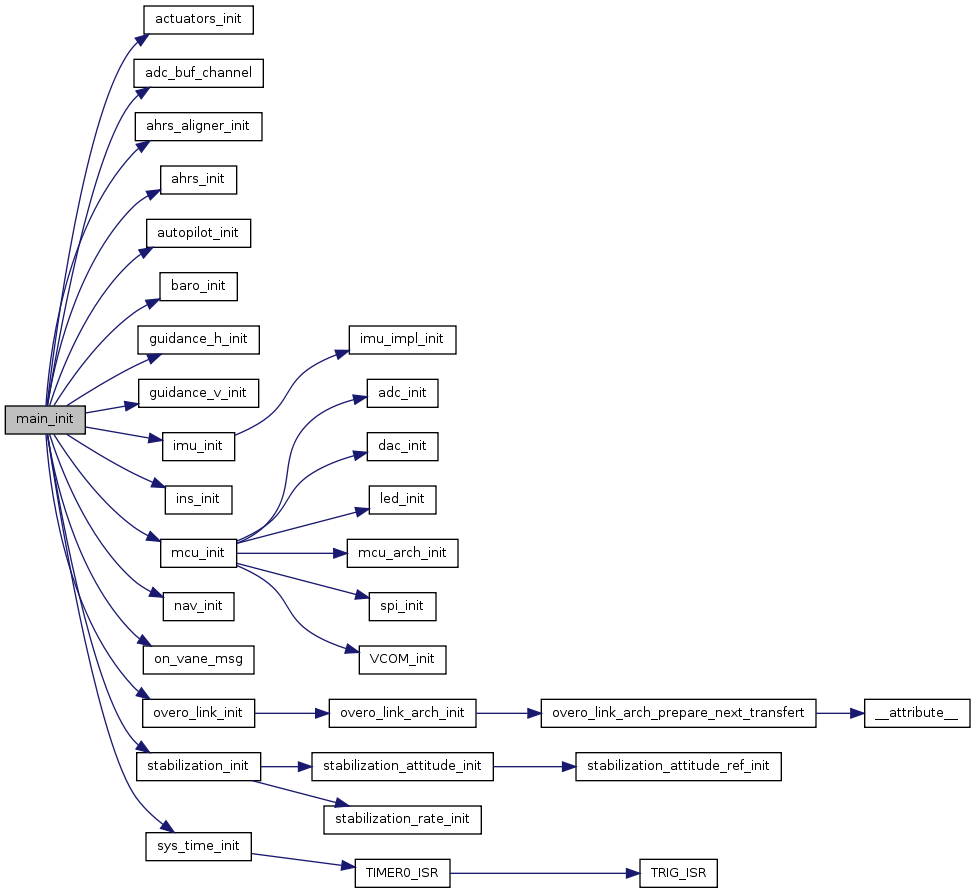 actuators_init
adc_buf_channel
ahrs_aligner_init
ahrs_init
autopilot_init
baro_init
guidance_h_init
imu_impl_init
guidance_v_init
adc_init
main_init
imu_init
dac_init
ins_init
led_init
mcu_init
mcu_arch_init
nav_init
spi_init
on_vane_msg
VCOM_init
overo_link_init
overo_link_arch_init
overo_link_arch_prepare_next_transfert
__attribute__
stabilization_init
stabilization_attitude_init
stabilization_attitude_ref_init
stabilization_rate_init
sys_time_init
TIMER0_ISR
TRIG_ISR